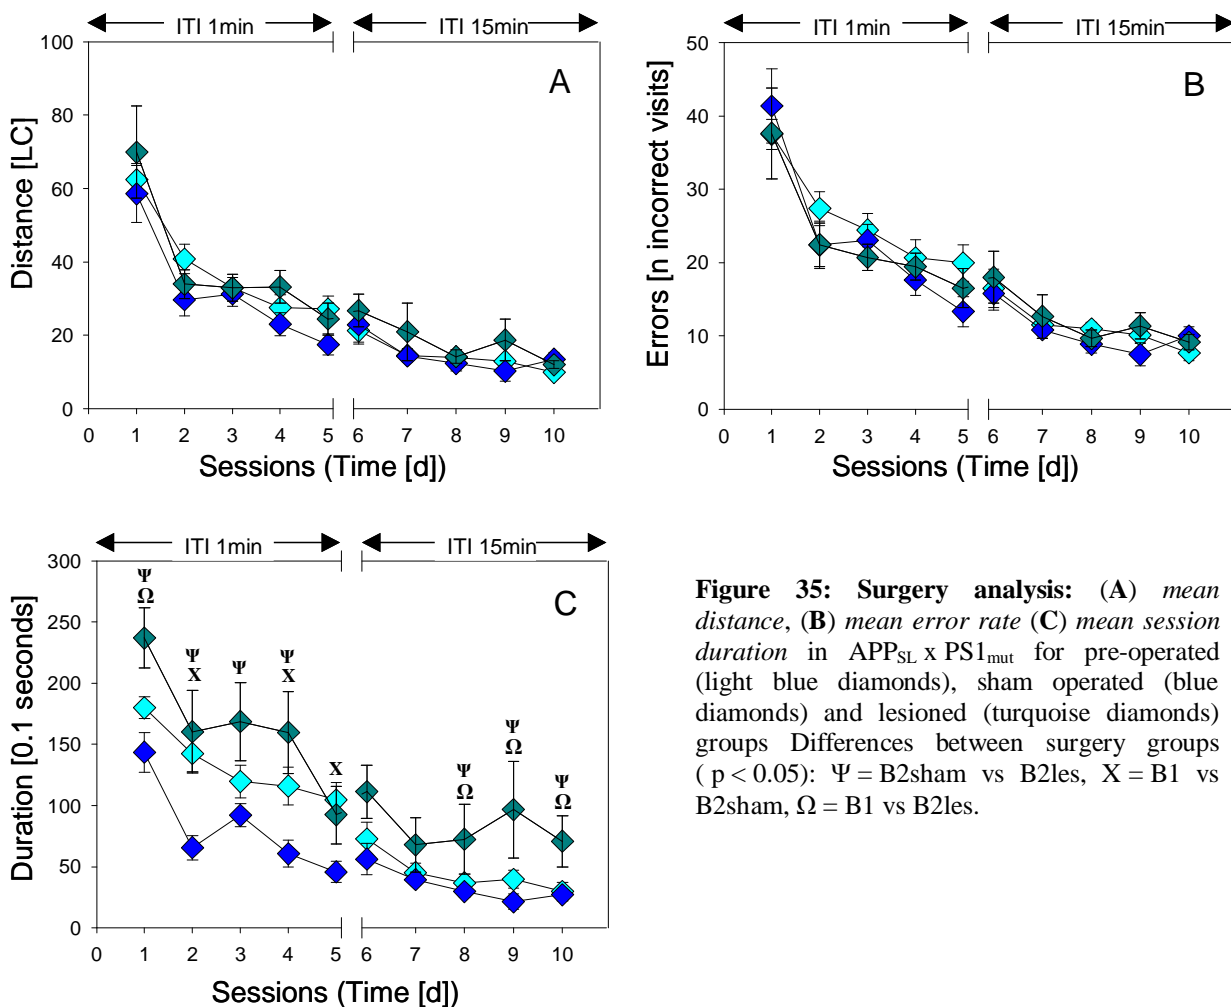 ITI 1min ITI 15min
A
100
80
60
40
20
0
Distance [LC]
0 1 2 3 4 5 6 7 8 9 10
Sessions (Time [d])
ITI 1min ITI 15min
B
50
40
30
20
10
0
Errors [n incorrect visits]
0 1 2 3 4 5 6 7 8 9 10
Sessions (Time [d])
ITI 1min ITI 15min
C
300
250
200
150
100
50
0
Duration [0.1 seconds]
Ψ Ω
Ψ X
Ψ
Ψ X
X
Ψ Ω
Ψ Ω
Ψ Ω
0 1 2 3 4 5 6 7 8 9 10
Sessions (Time [d])
Figure 35: Surgery analysis: (A) mean
distance, (B) mean error rate (C) mean session
duration in APPSL x PS1mut for pre-operated
(light blue diamonds), sham operated (blue
diamonds) and lesioned (turquoise diamonds)
groups Differences between surgery groups
( p < 0.05): Ψ = B2sham vs B2les, X = B1 vs
B2sham, Ω = B1 vs B2les.